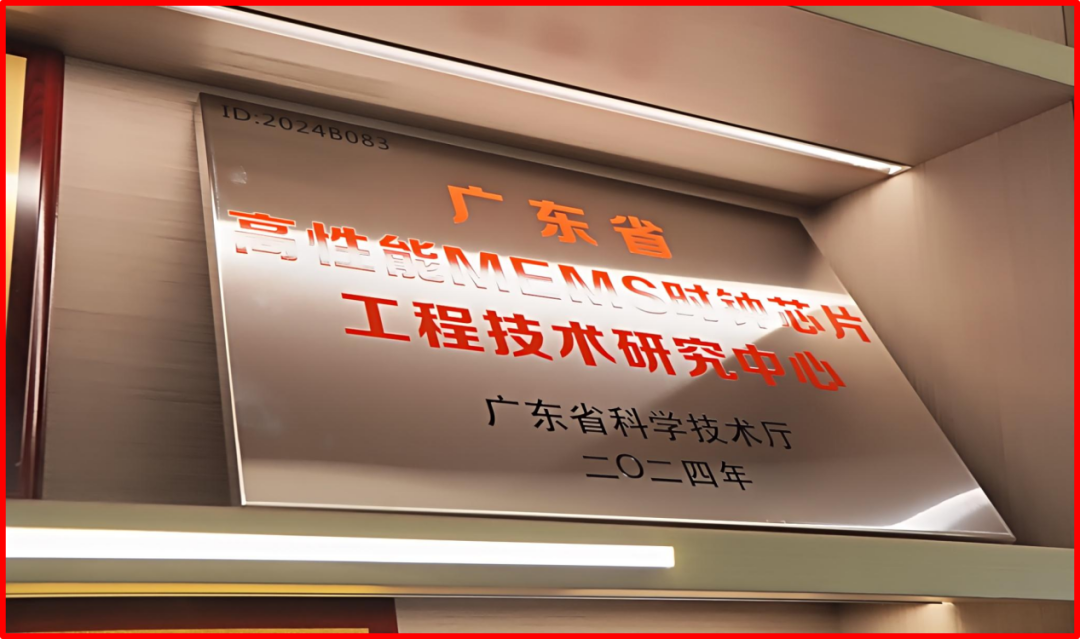 ID:2024B083
广东省
高性能MEMS时钟芯片
工程技术研究中心
广东省科学技术厅
二〇二四年